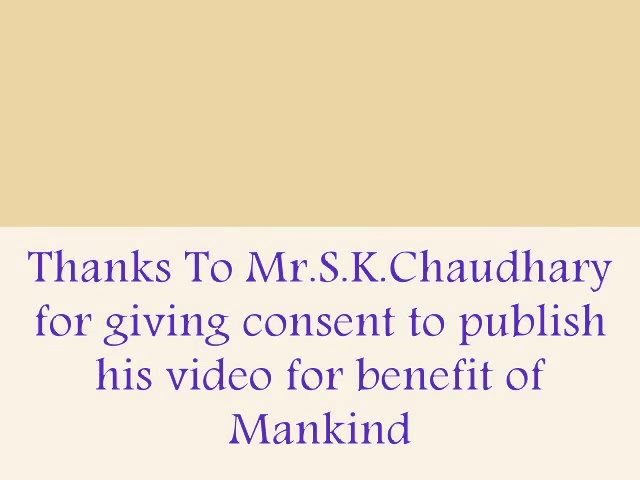 Thanks To Mr.S.K.Chaudhary
for giving consent to publish
his video for benefit of
Mankind